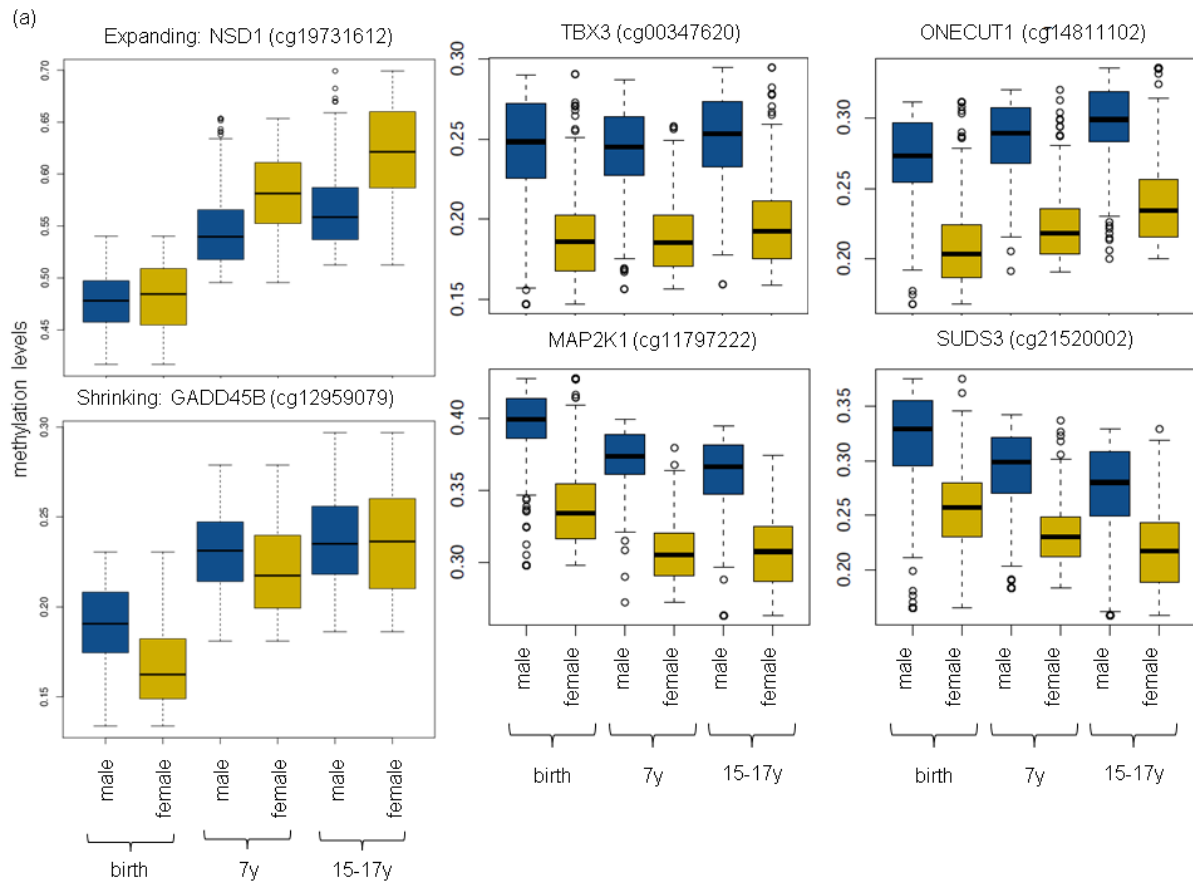 (a)
Expanding: NSD1 (cg19731612)
0.70
0.65
0.60
0.55
0.50
0.45
TBX3 (cg00347620)
0.30
0.25
0.20
0.15
ONECUT1 (cg14811102)
0.30
0.25
0.20
methylation levels
Shrinking: GADD45B (cg12959079)
0.30
0.25
0.20
0.15
male
female
male
female
male
female
birth
7y
15-17y
MAP2K1 (cg11797222)
0.40
0.35
0.30
male
female
male
female
male
female
birth
7y
15-17y
SUDS3 (cg21520002)
0.35
0.30
0.25
0.20
male
female
male
female
male
female
birth
7y
15-17y